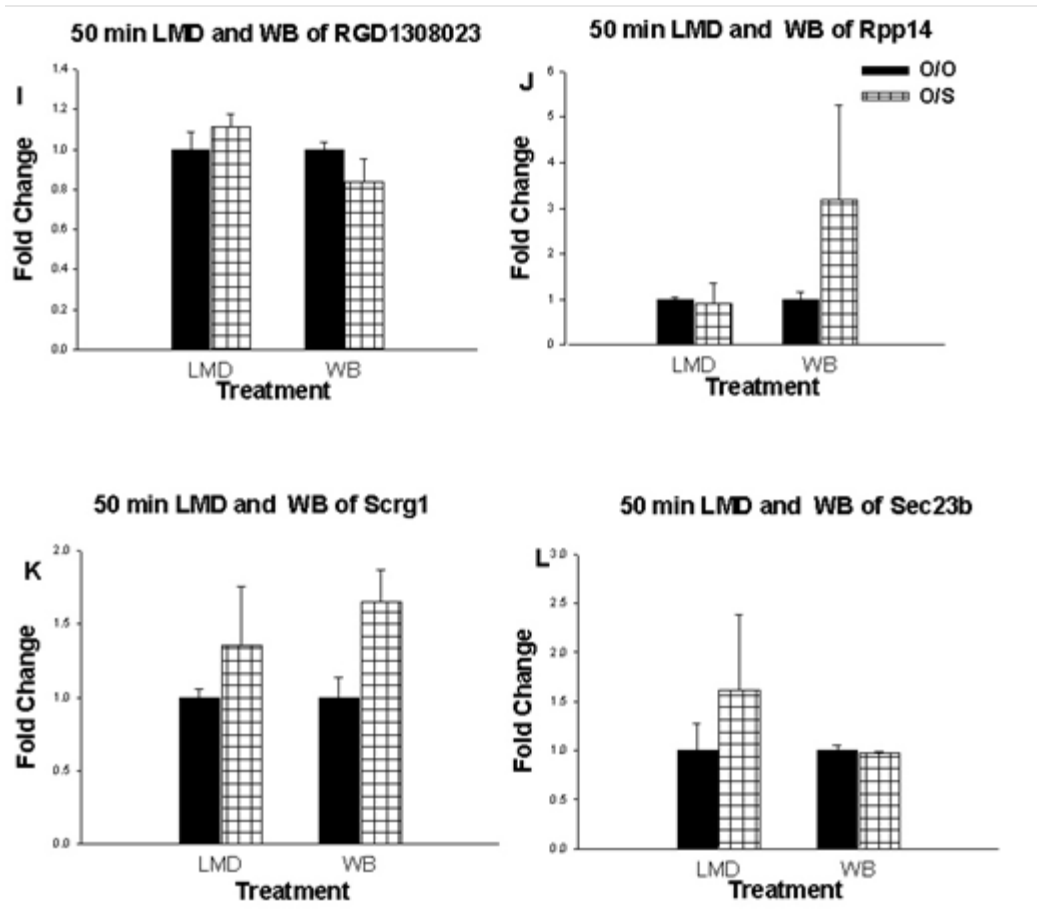 50 min LMD and WB of RGD1308023
I
Fold Change
1.4
1.2
1.0
0.8
0.6
0.4
0.2
0.0
LMD WB
Treatment
50 min LMD and WB of Rpp14
J
Fold Change
6
5
4
3
2
1
0
O/O
O/S
LMD WB
Treatment
50 min LMD and WB of Scrg1
K
Fold Change
2.0
1.5
1.0
0.5
0.0
LMD WB
Treatment
50 min LMD and WB of Sec23b
L
Fold Change
3.0
2.5
2.0
1.5
1.0
0.5
0.0
LMD WB
Treatment